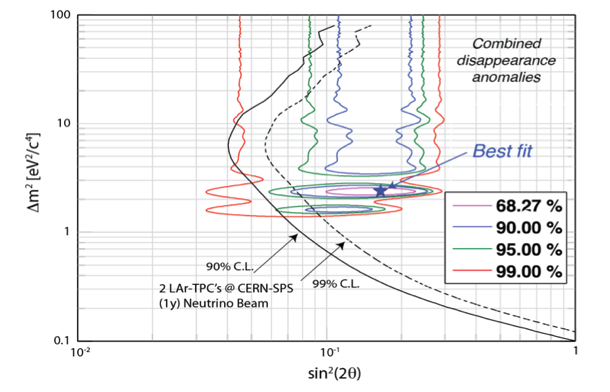 100
Combined
disappearance
anomalies
10
Δm² [eV²/c⁴]
Best fit
68.27 %
90.00 %
95.00 %
99.00 %
1
90% C.L.
2 LAr-TPC's @ CERN-SPS
99% C.L.
(1y) Neutrino Beam
0.1
10⁻²
10⁻¹
1
sin²(2θ)